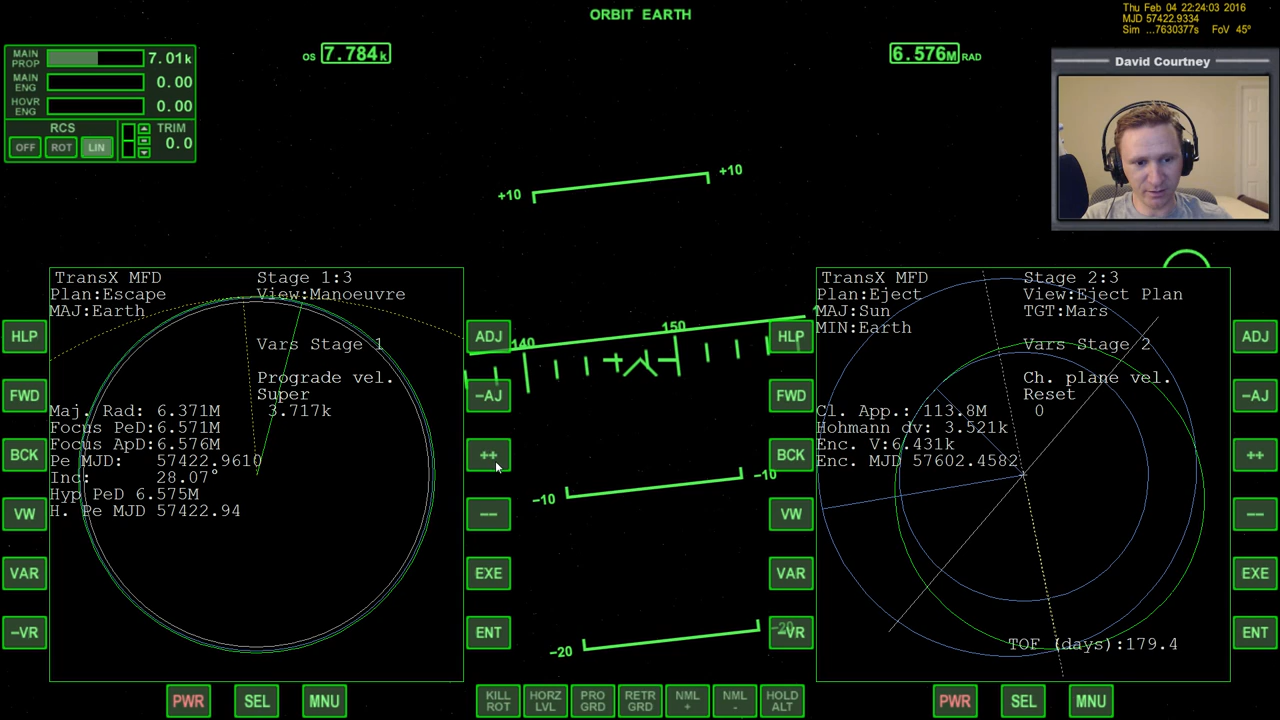 ORBIT EARTH
Thu Feb 04 22:24:03 2016
MJD 57422.9334
Sim ...7630377s FoV 45°
MAIN PROP 7.01k
MAIN ENG 0.00
HOVR ENG 0.00
RCS TRIM
OFF ROT LIN 0.0
OS 7.784k
6.576M RAD
David Courtney
+10 +10
140 150
-10 -10
-20 -20
TransX MFD Stage 1:3
Plan:Escape View:Manoeuvre
MAJ:Earth
Vars Stage 1
Prograde vel.
Super
Maj. Rad: 6.371M 3.717k
Focus PeD:6.571M
Focus ApD:6.576M
Pe MJD: 57422.9610
Inc: 28.07°
Hyp PeD 6.575M
H. Pe MJD 57422.94
HLP
FWD
BCK
VW
VAR
-VR
ADJ
-AJ
++
--
EXE
ENT
PWR SEL MNU
KILL ROT
HORZ LVL
PRO GRD
RETR GRD
NML +
NML -
HOLD ALT
TransX MFD Stage 2:3
Plan:Eject View:Eject Plan
MAJ:Sun TGT:Mars
MIN:Earth
Vars Stage 2
Ch. plane vel.
Reset
Cl. App.: 113.8M 0
Hohmann dv: 3.521k
Enc. V:6.431k
Enc. MJD 57602.4582
TOF (days):179.4
HLP
FWD
BCK
VW
VAR
-VR
ADJ
-AJ
++
--
EXE
ENT
PWR SEL MNU